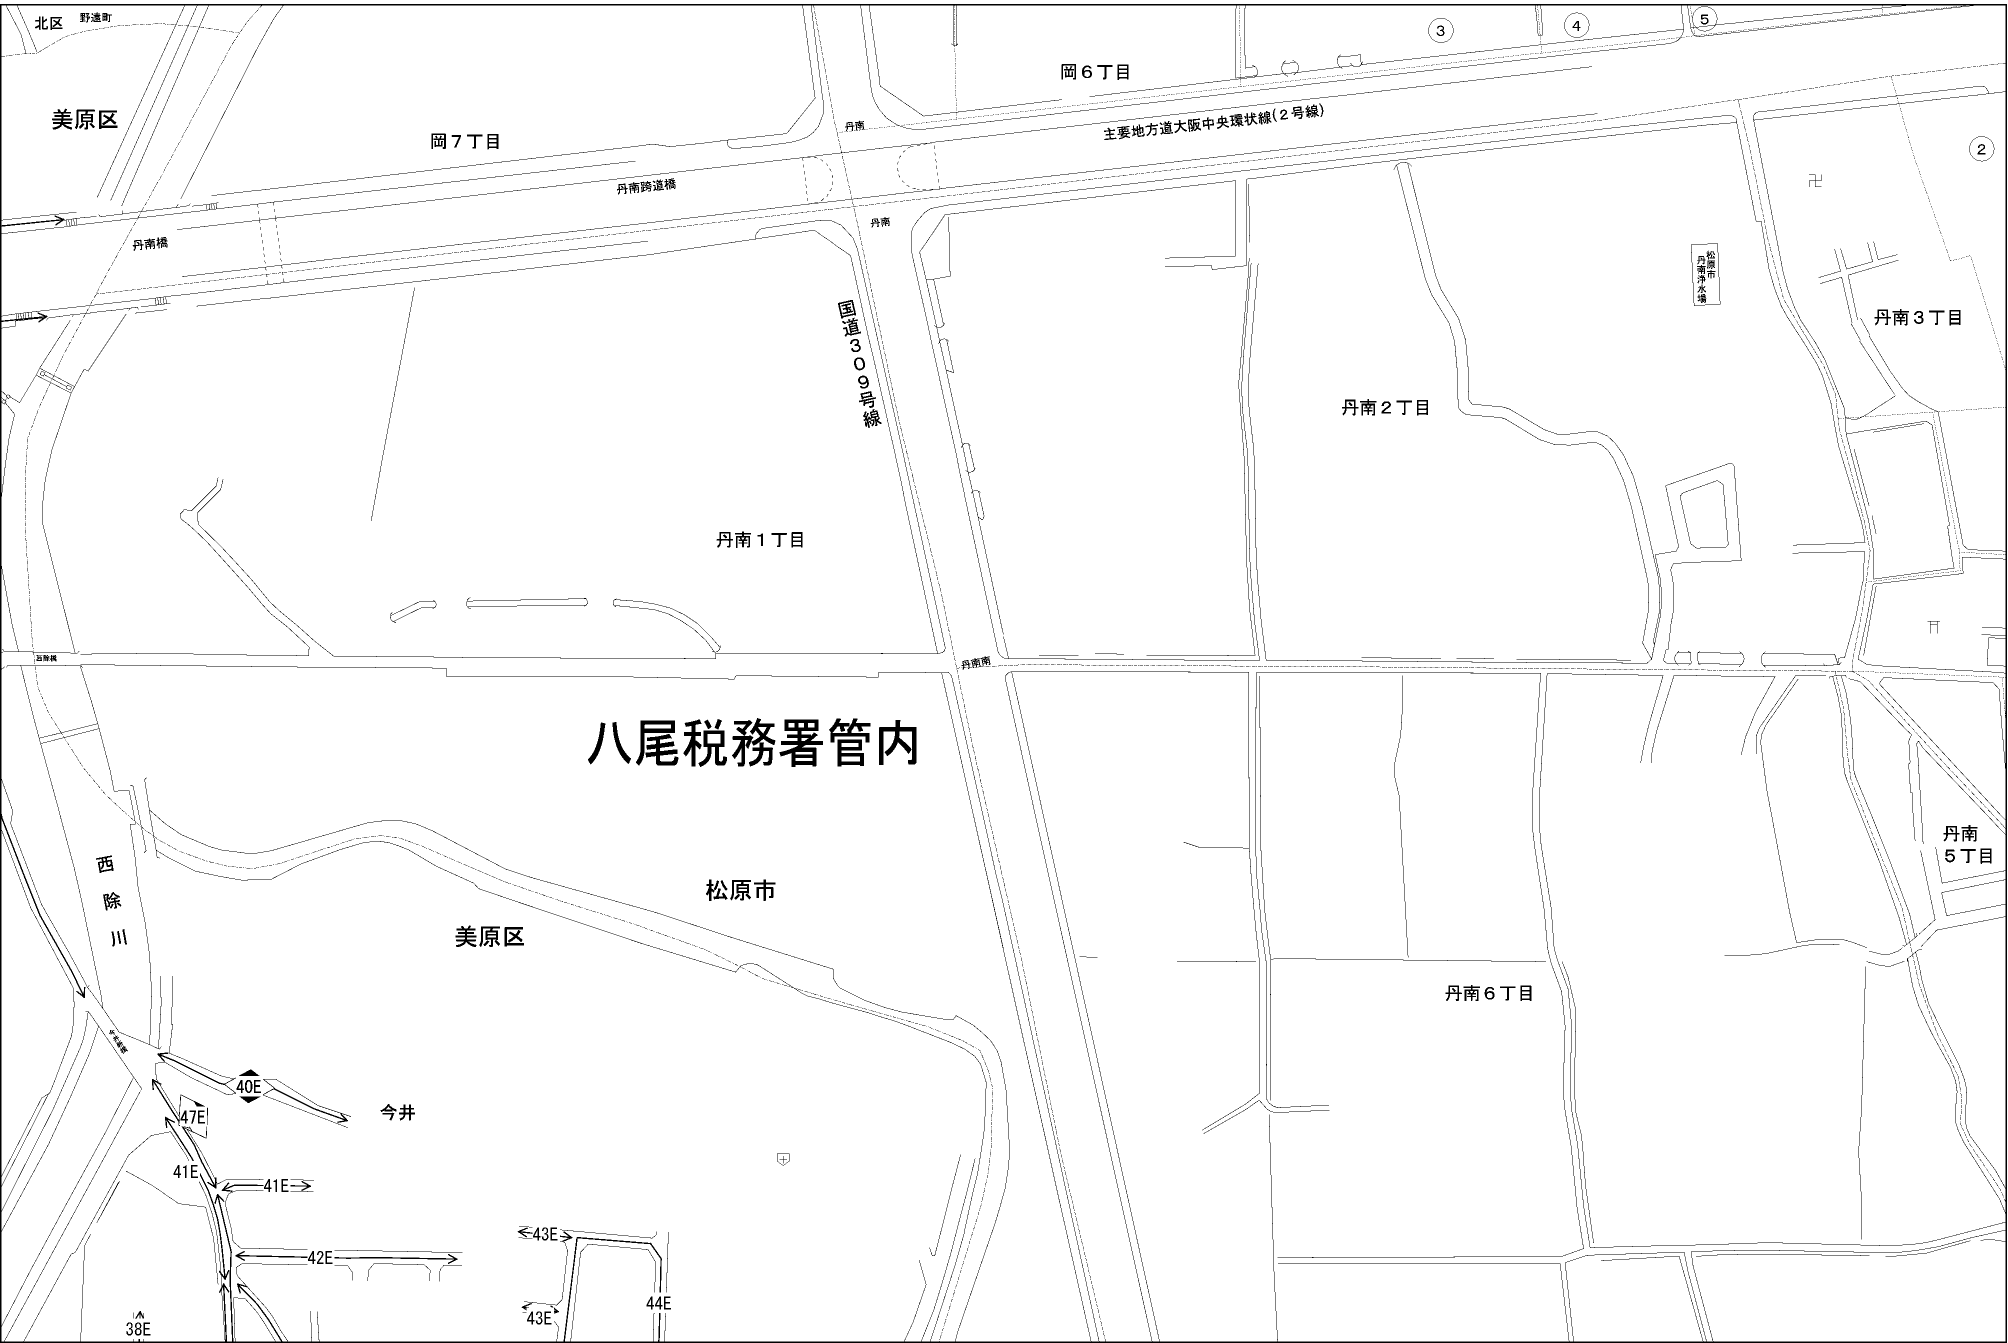 北区
野遠町
美原区
岡７丁目
岡６丁目
③
④
⑤
②
丹南
主要地方道大阪中央環状線(２号線)
丹南跨道橋
丹南橋
丹南
国道３０９号線
松原市
丹南浄水場
丹南３丁目
丹南２丁目
丹南１丁目
西除橋
丹南南
八尾税務署管内
西除川
松原市
美原区
丹南
５丁目
丹南６丁目
40E
47E
今井
41E
41E
42E
43E
43E
44E
38E